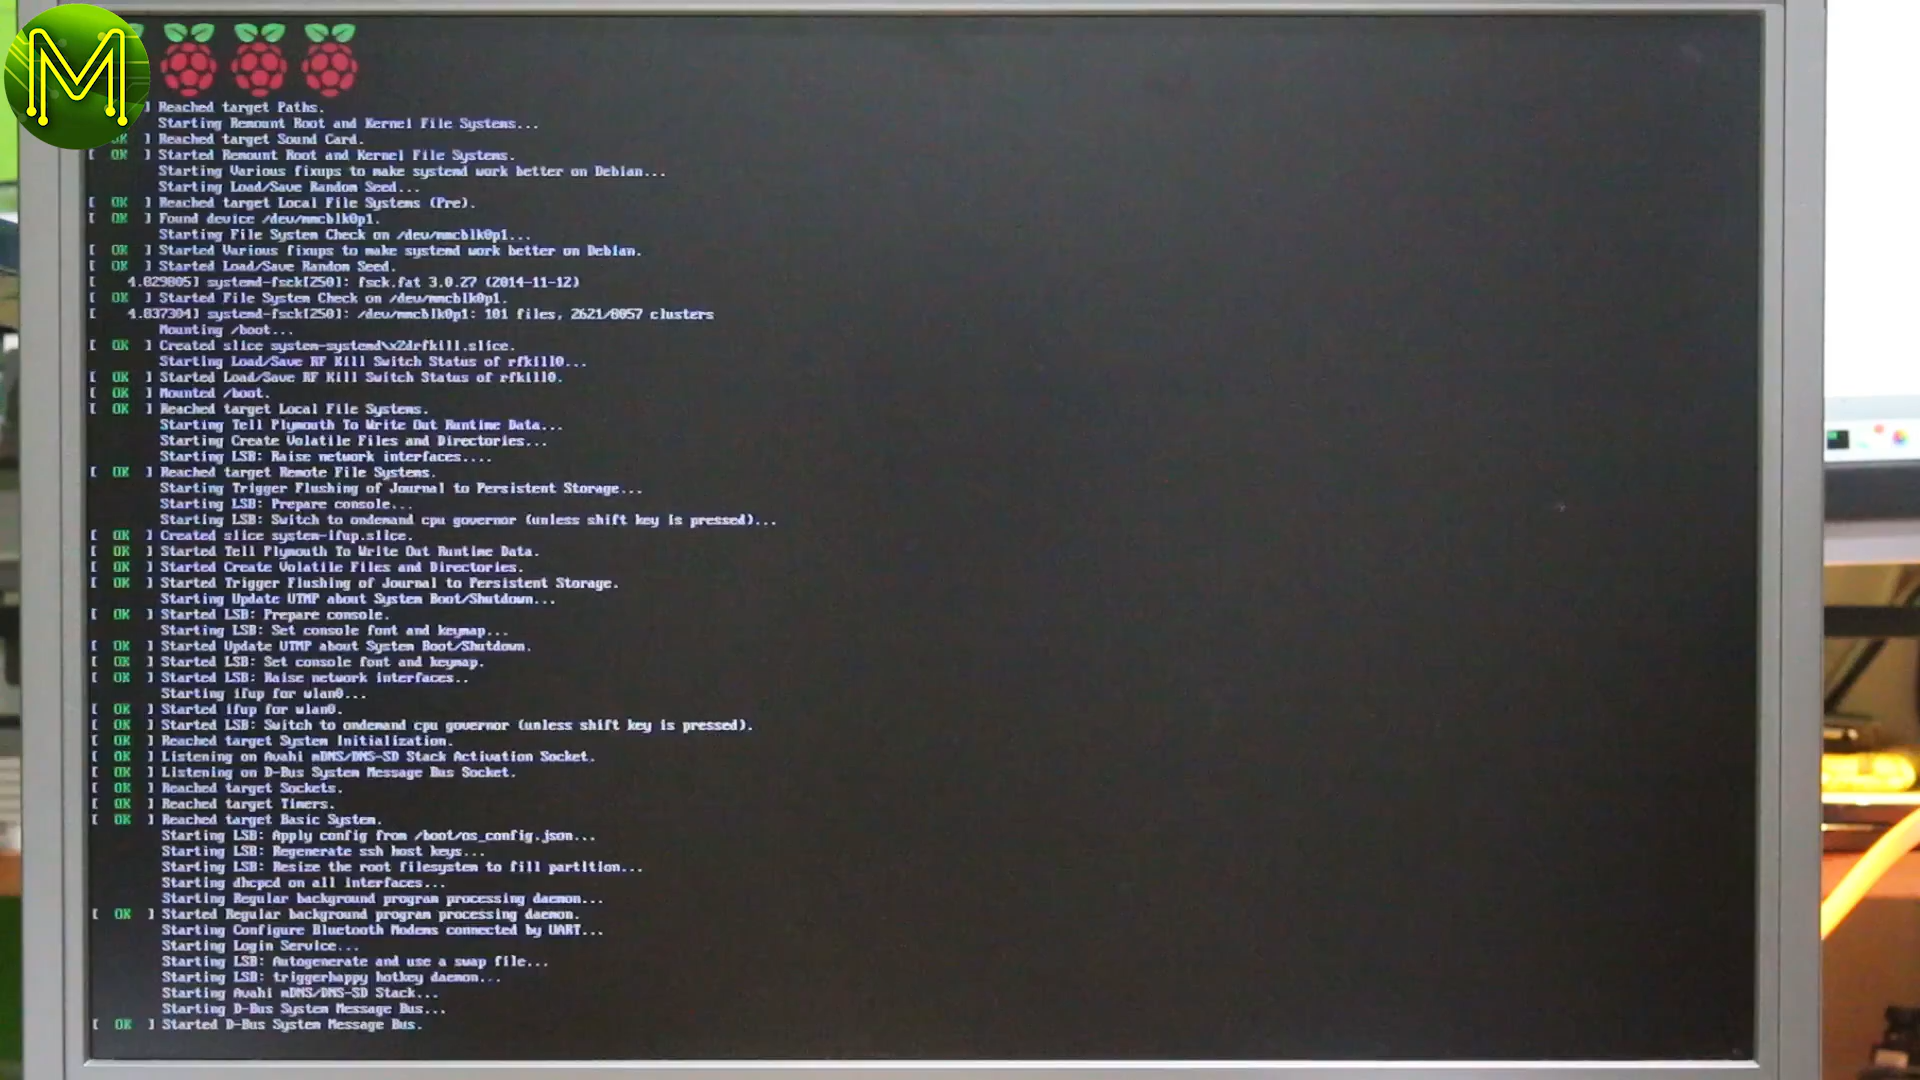 M
] Reached target Paths.
Starting Remount Root and Kernel File Systems...
OK ] Reached target Sound Card.
[ OK ] Started Remount Root and Kernel File Systems.
Starting Various fixups to make systemd work better on Debian...
Starting Load/Save Random Seed...
[ OK ] Reached target Local File Systems (Pre).
[ OK ] Found device /dev/mmcblk0p1.
Starting File System Check on /dev/mmcblk0p1...
[ OK ] Started Various fixups to make systemd work better on Debian.
[ OK ] Started Load/Save Random Seed.
[ 4.829805] systemd-fsck[250]: fsck.fat 3.0.27 (2014-11-12)
[ OK ] Started File System Check on /dev/mmcblk0p1.
[ 4.837304] systemd-fsck[250]: /dev/mmcblk0p1: 101 files, 2621/8057 clusters
Mounting /boot...
[ OK ] Created slice system-systemd\x2drfkill.slice.
Starting Load/Save RF Kill Switch Status of rfkill0...
[ OK ] Started Load/Save RF Kill Switch Status of rfkill0.
[ OK ] Mounted /boot.
[ OK ] Reached target Local File Systems.
Starting Tell Plymouth To Write Out Runtime Data...
Starting Create Volatile Files and Directories...
Starting LSB: Raise network interfaces....
[ OK ] Reached target Remote File Systems.
Starting Trigger Flushing of Journal to Persistent Storage...
Starting LSB: Prepare console...
Starting LSB: Switch to ondemand cpu governor (unless shift key is pressed)...
[ OK ] Created slice system-ifup.slice.
[ OK ] Started Tell Plymouth To Write Out Runtime Data.
[ OK ] Started Create Volatile Files and Directories.
[ OK ] Started Trigger Flushing of Journal to Persistent Storage.
Starting Update UTMP about System Boot/Shutdown...
[ OK ] Started LSB: Prepare console.
Starting LSB: Set console font and keymap...
[ OK ] Started Update UTMP about System Boot/Shutdown.
[ OK ] Started LSB: Set console font and keymap.
[ OK ] Started LSB: Raise network interfaces..
Starting ifup for wlan0...
[ OK ] Started ifup for wlan0.
[ OK ] Started LSB: Switch to ondemand cpu governor (unless shift key is pressed).
[ OK ] Reached target System Initialization.
[ OK ] Listening on Avahi mDNS/DNS-SD Stack Activation Socket.
[ OK ] Listening on D-Bus System Message Bus Socket.
[ OK ] Reached target Sockets.
[ OK ] Reached target Timers.
[ OK ] Reached target Basic System.
Starting LSB: Apply config from /boot/os_config.json...
Starting LSB: Regenerate ssh host keys...
Starting LSB: Resize the root filesystem to fill partition...
Starting dhcpcd on all interfaces...
Starting Regular background program processing daemon...
[ OK ] Started Regular background program processing daemon.
Starting Configure Bluetooth Modems connected by UART...
Starting Login Service...
Starting LSB: Autogenerate and use a swap file...
Starting LSB: triggerhappy hotkey daemon...
Starting Avahi mDNS/DNS-SD Stack...
Starting D-Bus System Message Bus...
[ OK ] Started D-Bus System Message Bus.